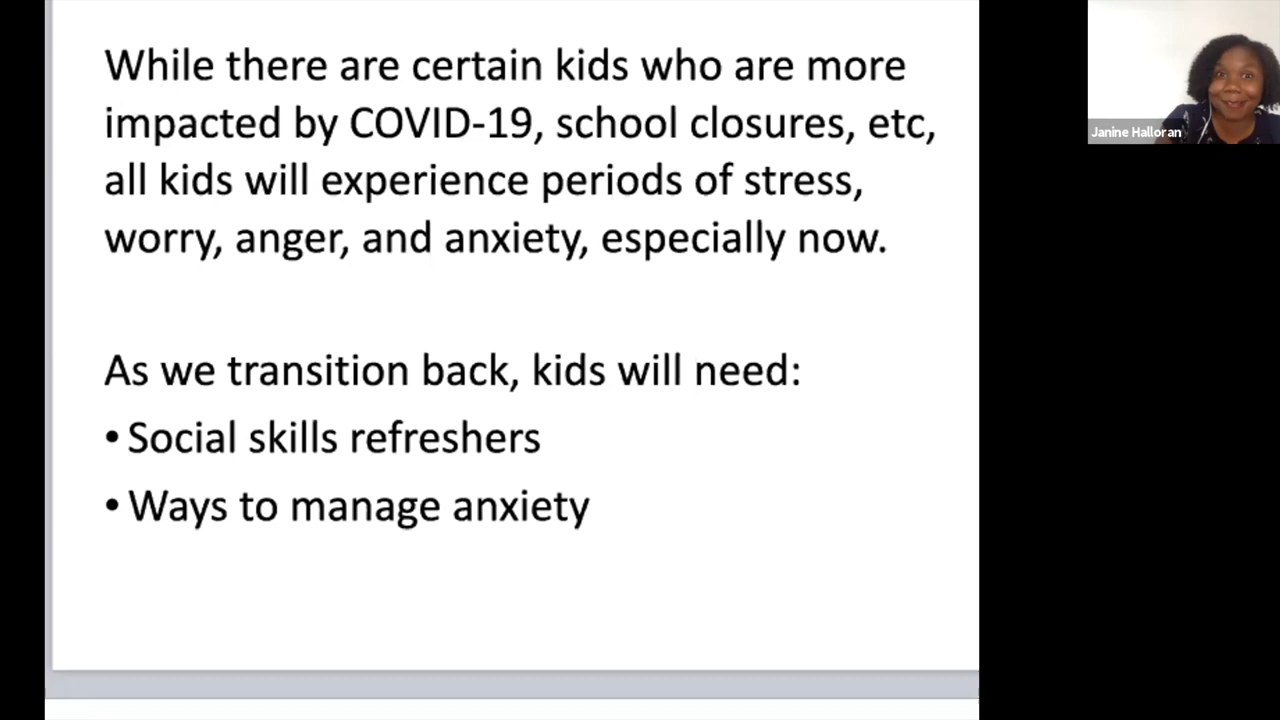 While there are certain kids who are more
impacted by COVID-19, school closures, etc,
all kids will experience periods of stress,
worry, anger, and anxiety, especially now.
As we transition back, kids will need:
• Social skills refreshers
• Ways to manage anxiety
Janine Halloran